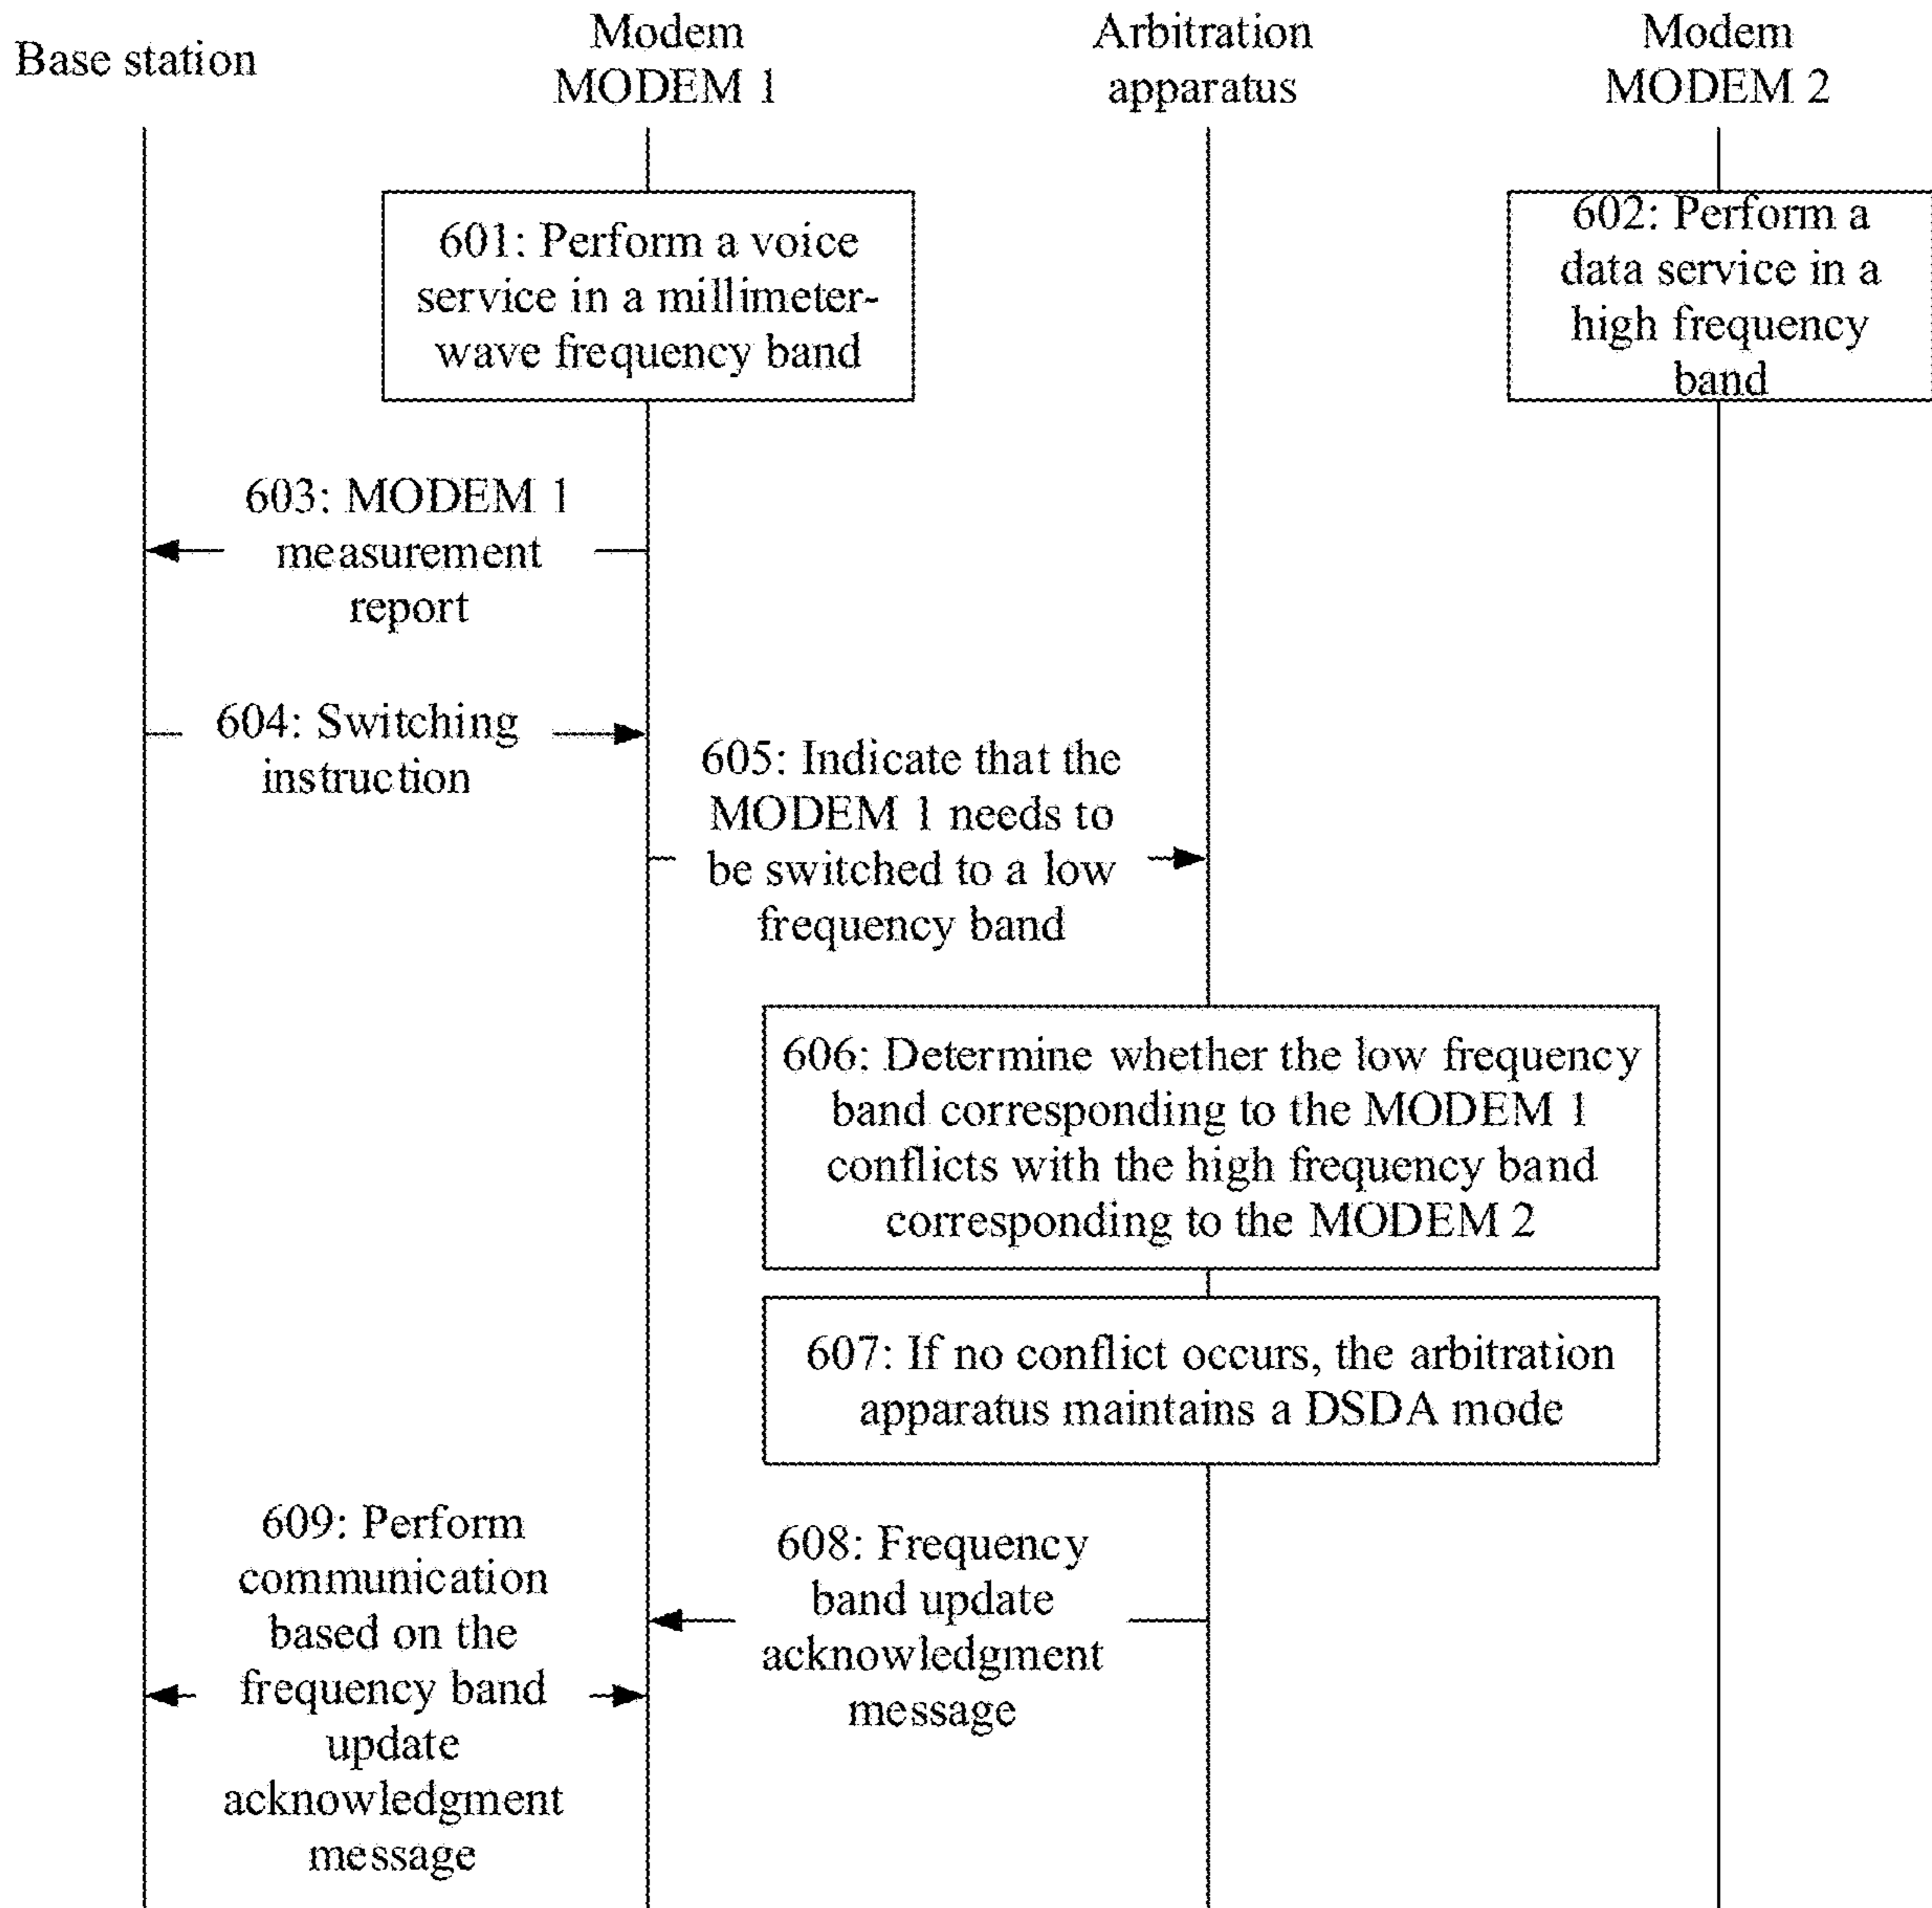 Base station
Modem
MODEM 1
Arbitration
apparatus
Modem
MODEM 2
601: Perform a voice
service in a millimeter-
wave frequency band
602: Perform a
data service in a
high frequency
band
603: MODEM 1
measurement
report
604: Switching
instruction
605: Indicate that the
MODEM 1 needs to
be switched to a low
frequency band
606: Determine whether the low frequency
band corresponding to the MODEM 1
conflicts with the high frequency band
corresponding to the MODEM 2
607: If no conflict occurs, the arbitration
apparatus maintains a DSDA mode
608: Frequency
band update
acknowledgment
message
609: Perform
communication
based on the
frequency band
update
acknowledgment
message